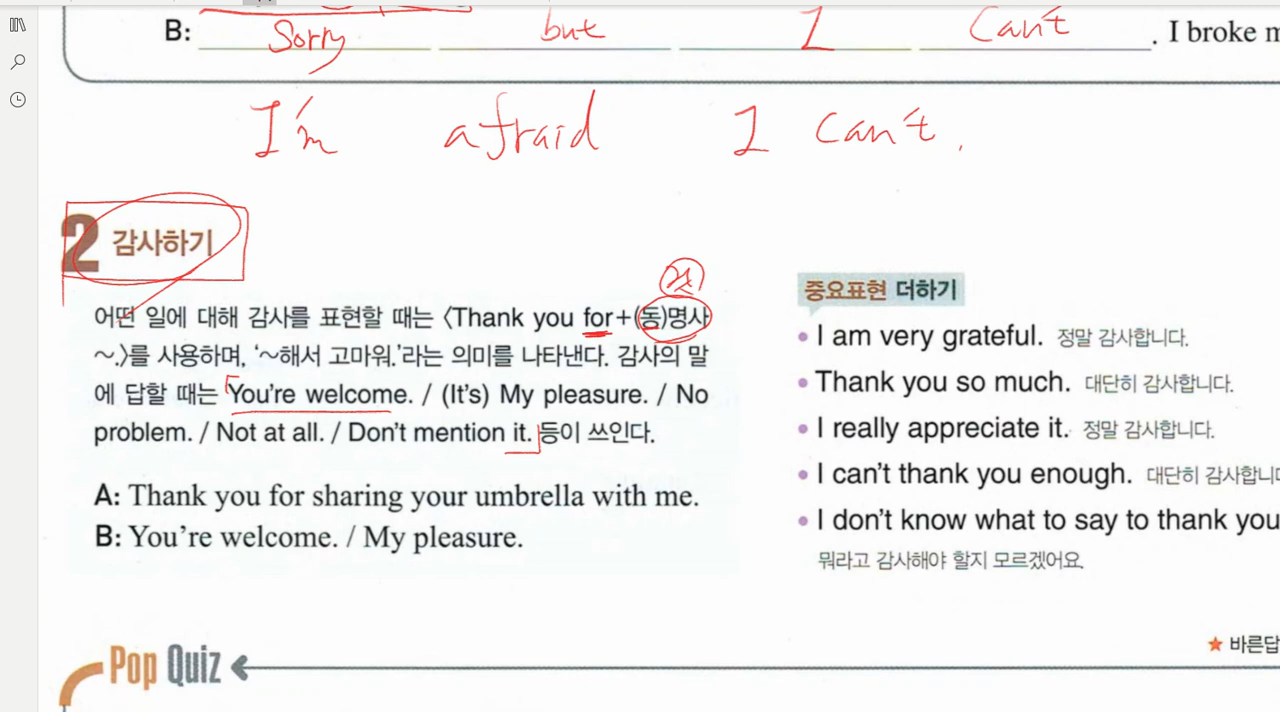 B: Sorry but I can't . I broke m
I'm afraid I can't.
2 감사하기
어떤 일에 대해 감사를 표현할 때는 〈Thank you for+(동)명사
~.〉를 사용하며, ‘~해서 고마워.’라는 의미를 나타낸다. 감사의 말
에 답할 때는 You're welcome. / (It's) My pleasure. / No
problem. / Not at all. / Don't mention it. 등이 쓰인다.
A: Thank you for sharing your umbrella with me.
B: You're welcome. / My pleasure.
중요표현 더하기
• I am very grateful. 정말 감사합니다.
• Thank you so much. 대단히 감사합니다.
• I really appreciate it. 정말 감사합니다.
• I can't thank you enough. 대단히 감사합니
• I don't know what to say to thank you
뭐라고 감사해야 할지 모르겠어요.
★ 바른답
Pop Quiz